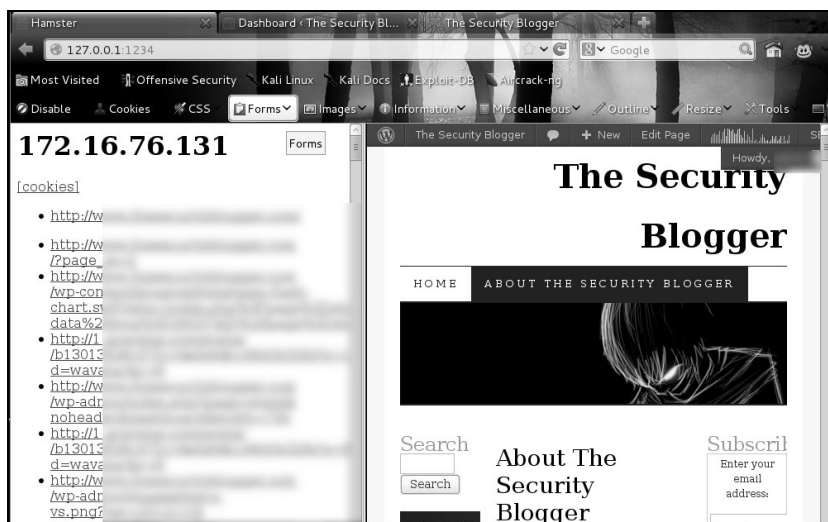 Hamster
Dashboard ‹ The Security Bl...
The Security Blogger
127.0.0.1:1234
Google
Most Visited
Offensive Security
Kali Linux
Kali Docs
Exploit-DB
Aircrack-ng
Disable
Cookies
CSS
Forms
Images
Information
Miscellaneous
Outline
Resize
Tools
172.16.76.131
Forms
[cookies]
http://w
http://w
/?page_
http://w
/wp-con
chart.sw
data%2
http://1
/b13013
d=wava
http://w
/wp-adr
nohead
http://1
/b13013
d=wava
http://w
/wp-adr
vs.png?
The Security Blogger
+ New
Edit Page
Howdy,
The Security
Blogger
HOME
ABOUT THE SECURITY BLOGGER
Search
Search
About The
Security
Blogger
Subscrib
Enter your
email
address: